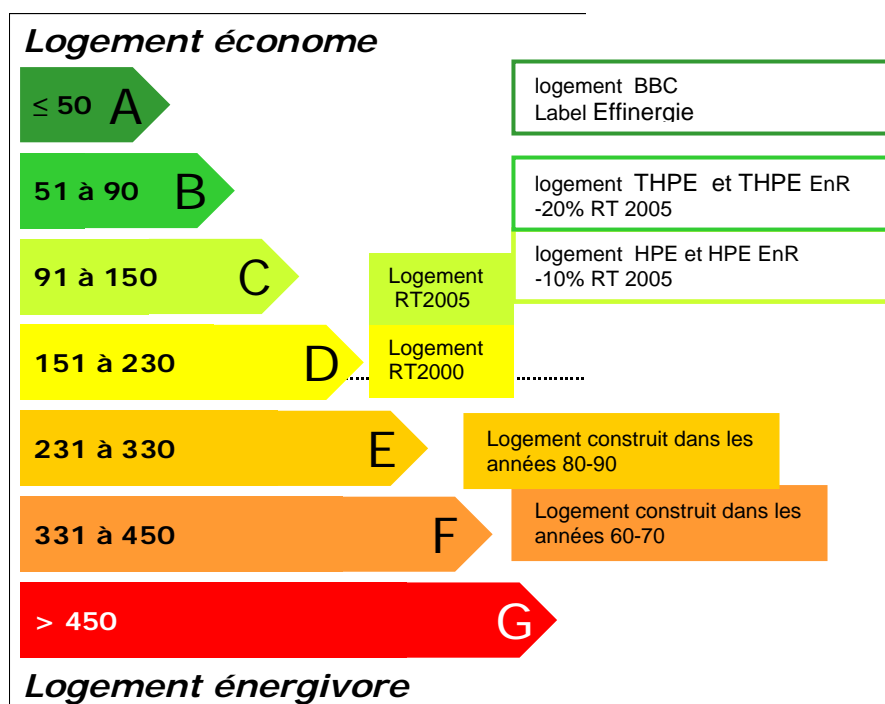 Logement économe
≤ 50 A
logement BBC
Label Effinergie
51 à 90 B
logement THPE et THPE EnR
-20% RT 2005
91 à 150 C
Logement
RT2005
logement HPE et HPE EnR
-10% RT 2005
151 à 230 D
Logement
RT2000
231 à 330 E
Logement construit dans les
années 80-90
331 à 450 F
Logement construit dans les
années 60-70
> 450 G
Logement énergivore